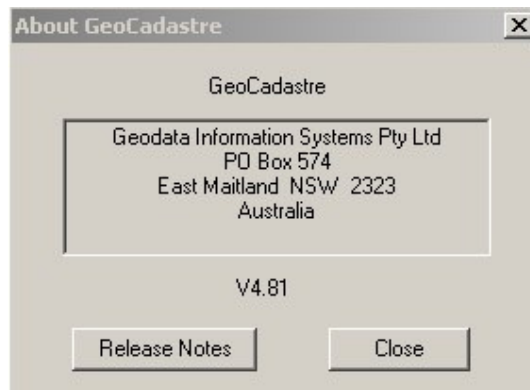 About GeoCadastre
GeoCadastre
Geodata Information Systems Pty Ltd
PO Box 574
East Maitland NSW 2323
Australia
V4.81
Release Notes
Close